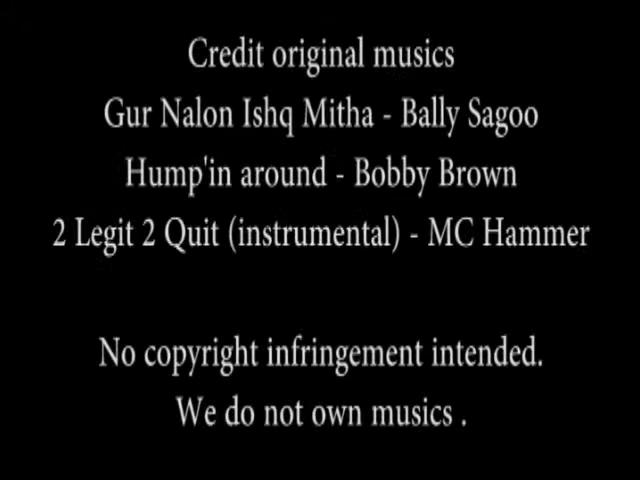 Credit original musics
Gur Nalon Ishq Mitha - Bally Sagoo
Hump'in around - Bobby Brown
2 Legit 2 Quit (instrumental) - MC Hammer
No copyright infringement intended.
We do not own musics .